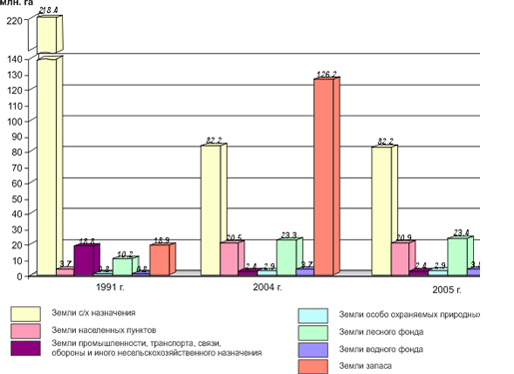 млн. га
220
140
120
110
100
90
80
70
60
50
40
30
20
10
0
218.4
3.7
18.8
0.8
10.2
0.8
18.9
82.2
20.5
2.4
2.9
23.3
3.7
126.2
82.2
20.9
2.4
2.9
23.4
1991 г.
2004 г.
2005 г.
Земли с/х назначения
Земли населенных пунктов
Земли промышленности, транспорта, связи,
обороны и иного несельскохозяйственного назначения
Земли особо охраняемых природных
Земли лесного фонда
Земли водного фонда
Земли запаса